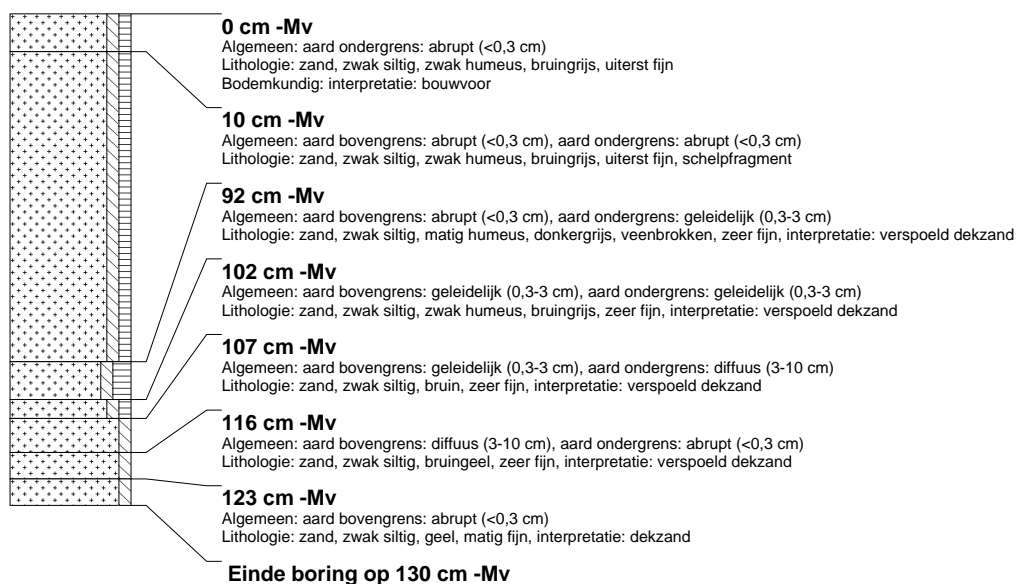 0 cm -Mv
Algemeen: aard ondergrens: abrupt (<0,3 cm)
Lithologie: zand, zwak siltig, zwak humeus, bruingrijs, uiterst fijn
Bodemkundig: interpretatie: bouwvoor
10 cm -Mv
Algemeen: aard bovengrens: abrupt (<0,3 cm), aard ondergrens: abrupt (<0,3 cm)
Lithologie: zand, zwak siltig, zwak humeus, bruingrijs, uiterst fijn, schelpfragment
92 cm -Mv
Algemeen: aard bovengrens: abrupt (<0,3 cm), aard ondergrens: geleidelijk (0,3-3 cm)
Lithologie: zand, zwak siltig, matig humeus, donkergrijs, veenbrokken, zeer fijn, interpretatie: verspoeld dekzand
102 cm -Mv
Algemeen: aard bovengrens: geleidelijk (0,3-3 cm), aard ondergrens: geleidelijk (0,3-3 cm)
Lithologie: zand, zwak siltig, zwak humeus, bruingrijs, zeer fijn, interpretatie: verspoeld dekzand
107 cm -Mv
Algemeen: aard bovengrens: geleidelijk (0,3-3 cm), aard ondergrens: diffuus (3-10 cm)
Lithologie: zand, zwak siltig, bruin, zeer fijn, interpretatie: verspoeld dekzand
116 cm -Mv
Algemeen: aard bovengrens: diffuus (3-10 cm), aard ondergrens: abrupt (<0,3 cm)
Lithologie: zand, zwak siltig, bruingeel, zeer fijn, interpretatie: verspoeld dekzand
123 cm -Mv
Algemeen: aard bovengrens: abrupt (<0,3 cm)
Lithologie: zand, zwak siltig, geel, matig fijn, interpretatie: dekzand
Einde boring op 130 cm -Mv